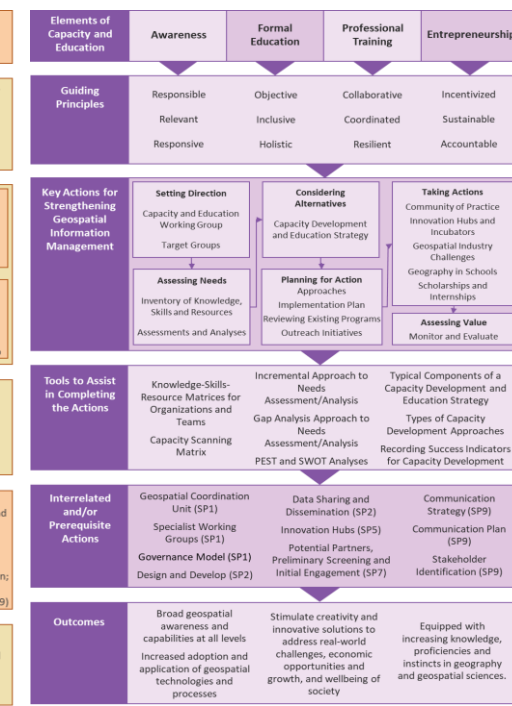 Elements of
Capacity and
Education
Awareness
Formal
Education
Professional
Training
Entrepreneurship
Guiding
Principles
Responsible
Relevant
Responsive
Objective
Inclusive
Holistic
Collaborative
Coordinated
Resilient
Incentivized
Sustainable
Accountable
Key Actions for
Strengthening
Geospatial
Information
Management
Setting Direction
Capacity and Education
Working Group
Target Groups
Assessing Needs
Inventory of Knowledge,
Skills and Resources
Assessments and Analyses
Considering
Alternatives
Capacity Development
and Education Strategy
Planning for Action
Approaches
Implementation Plan
Reviewing Existing Programs
Outreach Initiatives
Taking Actions
Community of Practice
Innovation Hubs and
Incubators
Geospatial Industry
Challenges
Geography in Schools
Scholarships and
Internships
Assessing Value
Monitor and Evaluate
Tools to Assist
in Completing
the Actions
Knowledge-Skills-
Resource Matrices for
Organizations and
Teams
Capacity Scanning
Matrix
Incremental Approach to
Needs
Assessment/Analysis
Gap Analysis Approach to
Needs
Assessment/Analysis
PEST and SWOT Analyses
Typical Components of a
Capacity Development and
Education Strategy
Types of Capacity
Development Approaches
Recording Success Indicators
for Capacity Development
Interrelated
and/or
Prerequisite
Actions
Geospatial Coordination
Unit (SP1)
Specialist Working
Groups (SP1)
Governance Model (SP1)
Design and Develop (SP2)
Data Sharing and
Dissemination (SP2)
Innovation Hubs (SP5)
Potential Partners,
Preliminary Screening and
Initial Engagement (SP7)
Communication
Strategy (SP9)
Communication Plan
(SP9)
Stakeholder
Identification (SP9)
Outcomes
Broad geospatial
awareness and
capabilities at all levels
Increased adoption and
application of geospatial
technologies and
processes
Stimulate creativity and
innovative solutions to
address real-world
challenges, economic
opportunities and
growth, and wellbeing of
society
Equipped with
increasing knowledge,
proficiencies and
instincts in geography
and geospatial sciences.